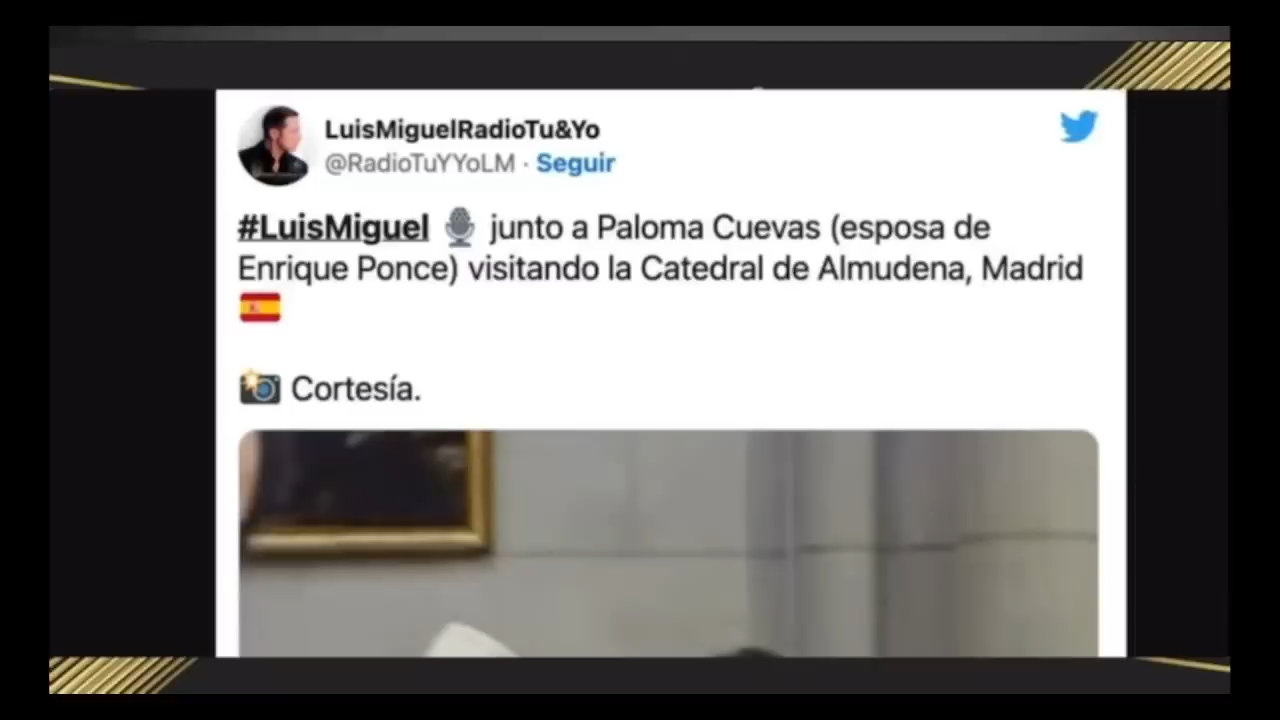 LuisMiguelRadioTu&Yo
@RadioTuYYoLM · Seguir
#LuisMiguel 🎙️ junto a Paloma Cuevas (esposa de
Enrique Ponce) visitando la Catedral de Almudena, Madrid
🇪🇸
📸 Cortesía.